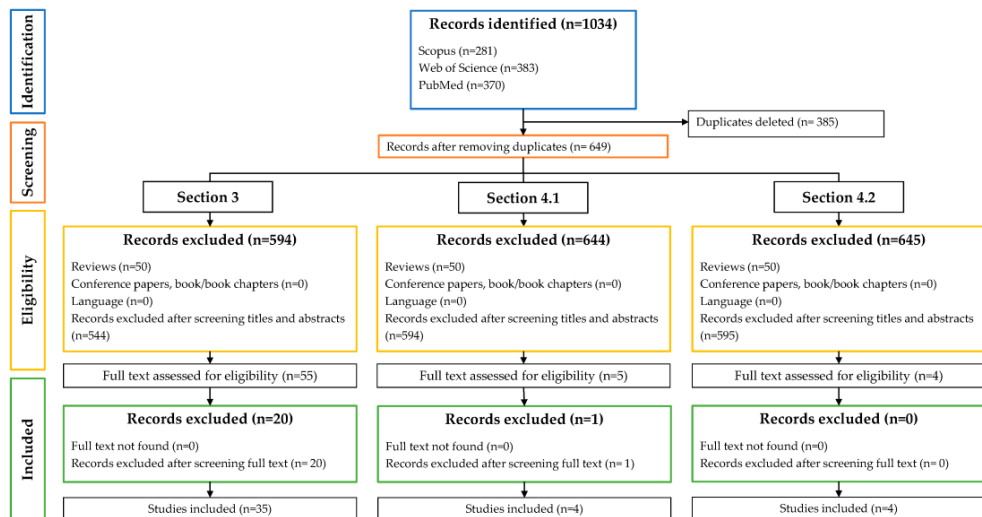 Identification
Records identified (n=1034)
Scopus (n=281)
Web of Science (n=383)
PubMed (n=370)
Duplicates deleted (n= 385)
Screening
Records after removing duplicates (n= 649)
Section 3
Section 4.1
Section 4.2
Eligibility
Records excluded (n=594)
Reviews (n=50)
Conference papers, book/book chapters (n=0)
Language (n=0)
Records excluded after screening titles and abstracts
(n=544)
Full text assessed for eligibility (n=55)
Records excluded (n=644)
Reviews (n=50)
Conference papers, book/book chapters (n=0)
Language (n=0)
Records excluded after screening titles and abstracts
(n=594)
Full text assessed for eligibility (n=5)
Records excluded (n=645)
Reviews (n=50)
Conference papers, book/book chapters (n=0)
Language (n=0)
Records excluded after screening titles and abstracts
(n=595)
Full text assessed for eligibility (n=4)
Included
Records excluded (n=20)
Full text not found (n=0)
Records excluded after screening full text (n= 20)
Studies included (n=35)
Records excluded (n=1)
Full text not found (n=0)
Records excluded after screening full text (n= 1)
Studies included (n=4)
Records excluded (n=0)
Full text not found (n=0)
Records excluded after screening full text (n= 0)
Studies included (n=4)